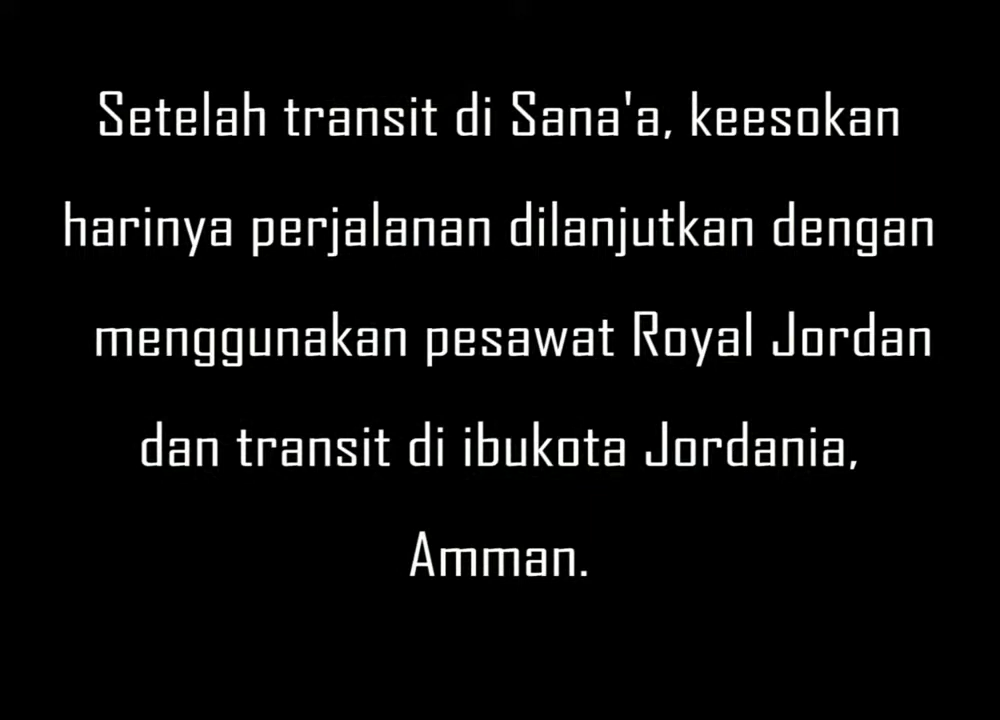 Setelah transit di Sana'a, keesokan
harinya perjalanan dilanjutkan dengan
menggunakan pesawat Royal Jordan
dan transit di ibukota Jordania,
Amman.